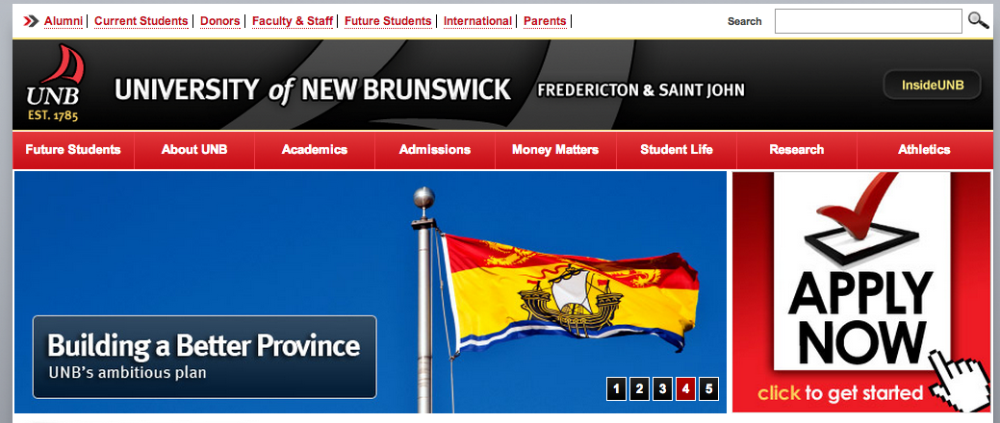 Alumni Current Students Donors Faculty & Staff Future Students International Parents Search
UNB
EST. 1785
UNIVERSITY of NEW BRUNSWICK FREDERICTON & SAINT JOHN
InsideUNB
Future Students About UNB Academics Admissions Money Matters Student Life Research Athletics
Building a Better Province
UNB's ambitious plan
1 2 3 4 5
APPLY
NOW
click to get started